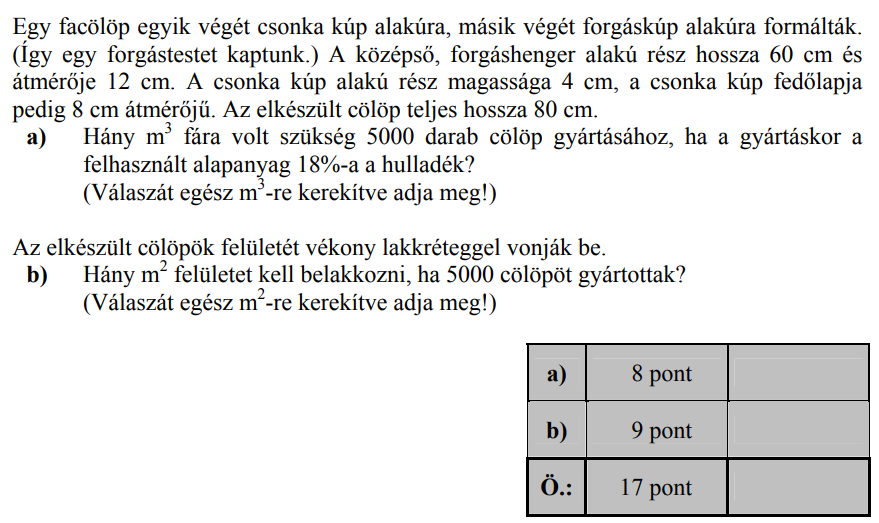 Egy facölöp egyik végét csonka kúp alakúra, másik végét forgáskúp alakúra formálták.
(Így egy forgástestet kaptunk.) A középső, forgáshenger alakú rész hossza 60 cm és
átmérője 12 cm. A csonka kúp alakú rész magassága 4 cm, a csonka kúp fedőlapja
pedig 8 cm átmérőjű. Az elkészült cölöp teljes hossza 80 cm.
a) Hány m³ fára volt szükség 5000 darab cölöp gyártásához, ha a gyártáskor a
felhasznált alapanyag 18%-a a hulladék?
(Válaszát egész m³-re kerekítve adja meg!)
Az elkészült cölöpök felületét vékony lakkréteggel vonják be.
b) Hány m² felületet kell belakkozni, ha 5000 cölöpöt gyártottak?
(Válaszát egész m²-re kerekítve adja meg!)
a) 8 pont
b) 9 pont
Ö.: 17 pont